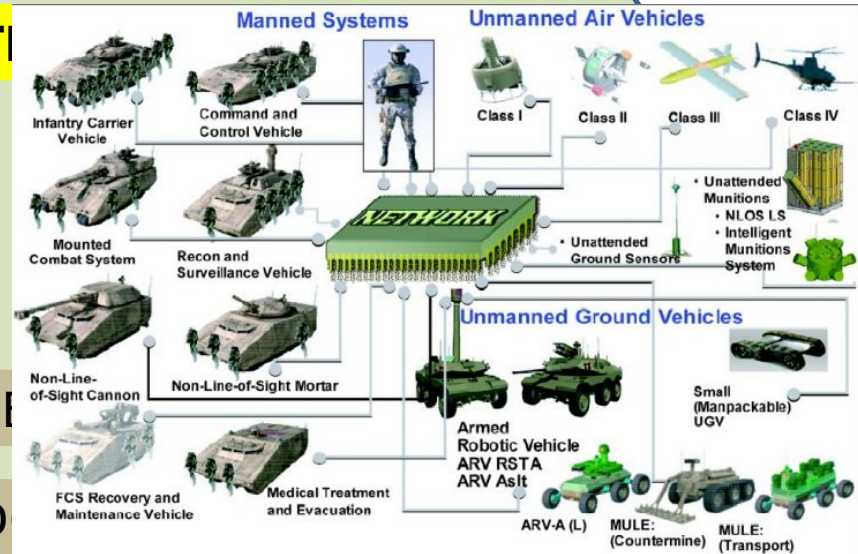 Manned Systems
Unmanned Air Vehicles
Infantry Carrier
Vehicle
Command and
Control Vehicle
Class I
Class II
Class III
Class IV
Mounted
Combat System
Recon and
Surveillance Vehicle
NETWORK
• Unattended
Ground Sensors
• Unattended
Munitions
• NLOS LS
• Intelligent
Munitions
System
Non-Line-
of-Sight Cannon
Non-Line-of-Sight Mortar
Unmanned Ground Vehicles
Armed
Robotic Vehicle
ARV RSTA
ARV Aslt
Small
(Manpackable)
UGV
FCS Recovery and
Maintenance Vehicle
Medical Treatment
and Evacuation
ARV-A (L)
MULE:
(Countermine)
MULE:
(Transport)